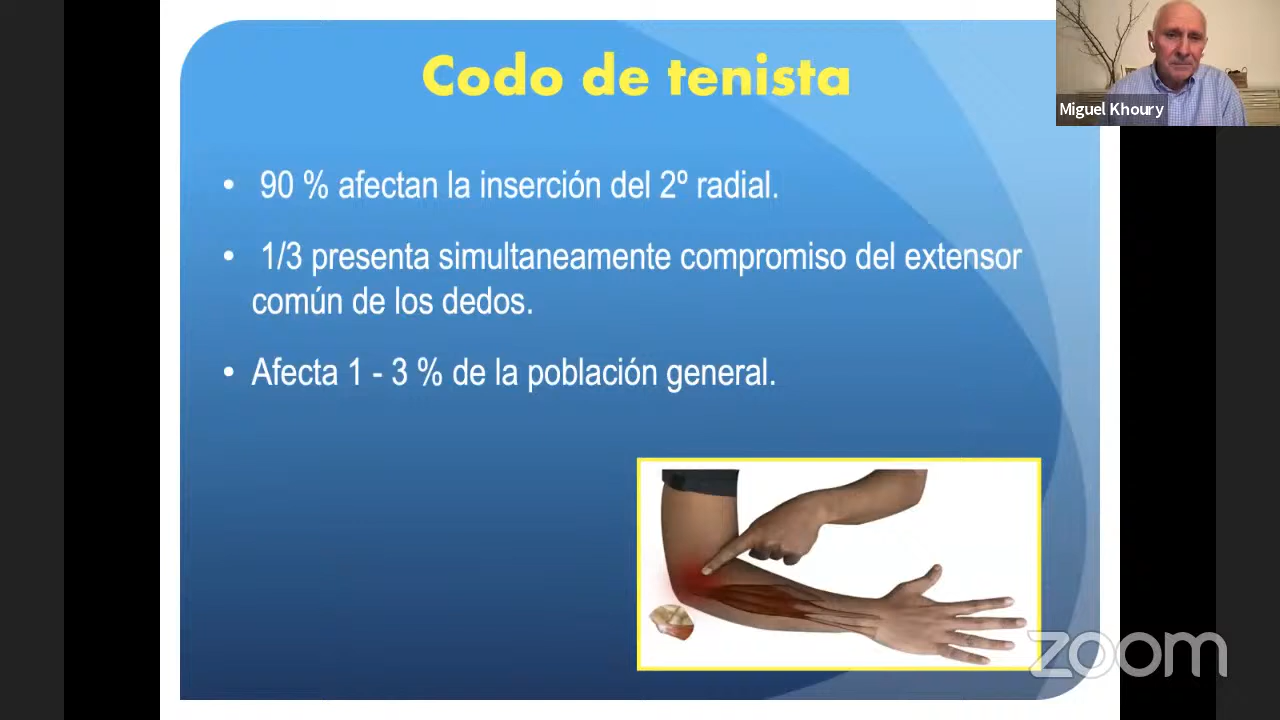 Codo de tenista
Miguel Khoury
• 90 % afectan la inserción del 2º radial.
• 1/3 presenta simultaneamente compromiso del extensor
común de los dedos.
• Afecta 1 - 3 % de la población general.
zoom